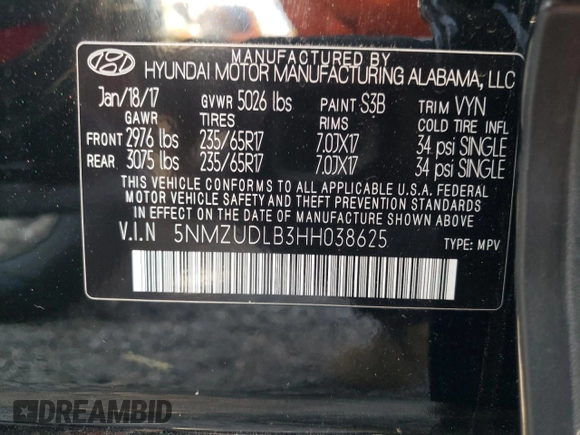 MANUFACTURED BY
HYUNDAI MOTOR MANUFACTURING ALABAMA, LLC
Jan/18/17 GVWR 5026 lbs PAINT S3B TRIM VYN
GAWR TIRES RIMS COLD TIRE INFL
FRONT 2976 lbs 235/65R17 7.0JX17 34 psi SINGLE
REAR 3075 lbs 235/65R17 7.0JX17 34 psi SINGLE
THIS VEHICLE CONFORMS TO ALL APPLICABLE U.S.A. FEDERAL
MOTOR VEHICLE SAFETY AND THEFT PREVENTION STANDARDS
IN EFFECT ON THE DATE OF MANUFACTURE SHOWN ABOVE.
V.I.N 5NMZUDLB3HH038625 TYPE: MPV
DREAMBID